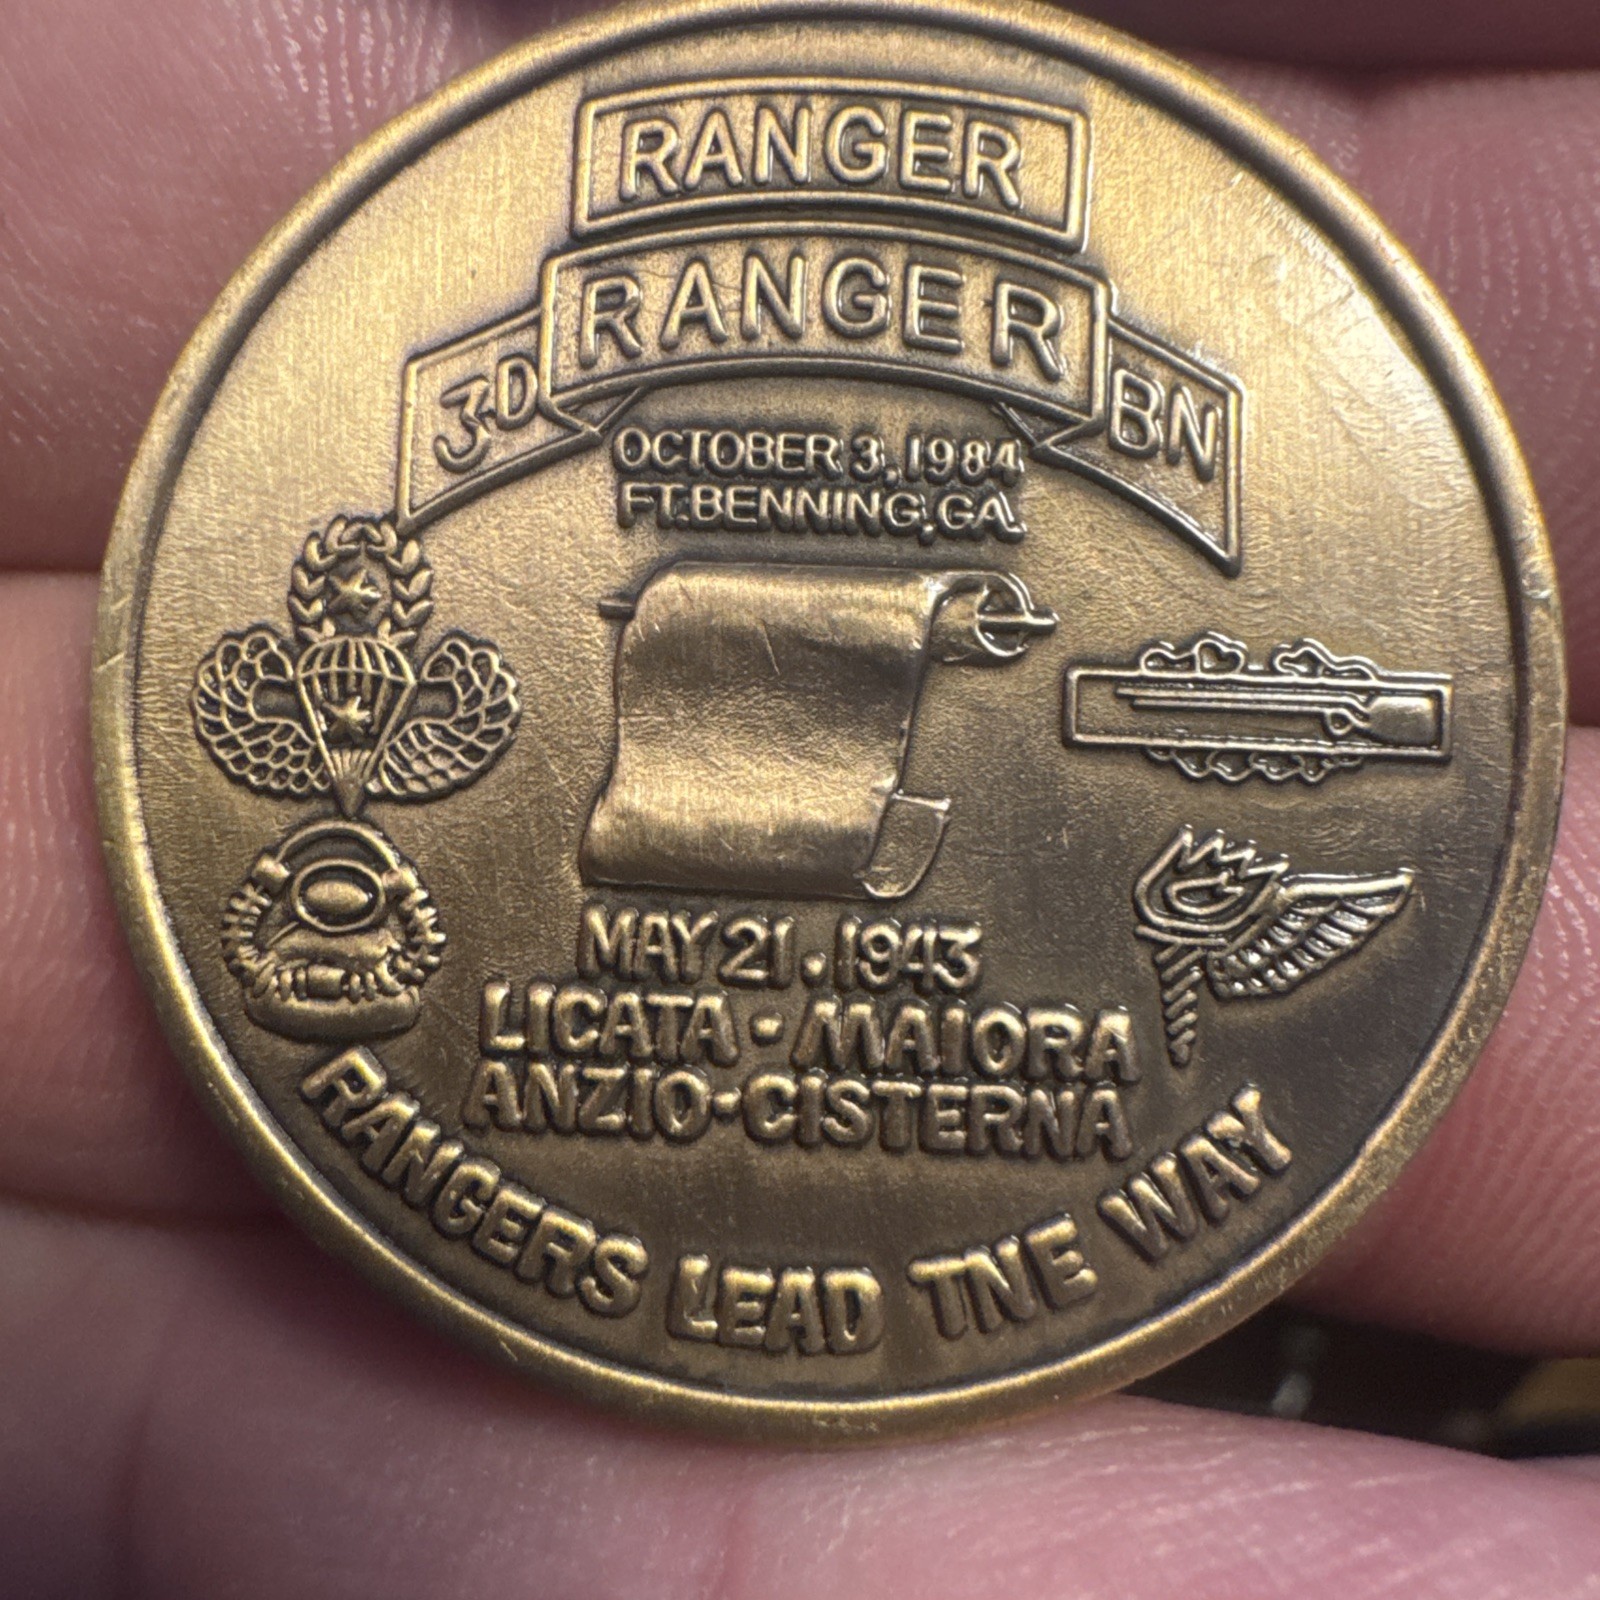 RANGER
3D RANGER BN
OCTOBER 3, 1984
FT. BENNING, GA.
MAY 21 . 1943
LICATA · MAIORA
ANZIO · CISTERNA
RANGERS LEAD TNE WAY